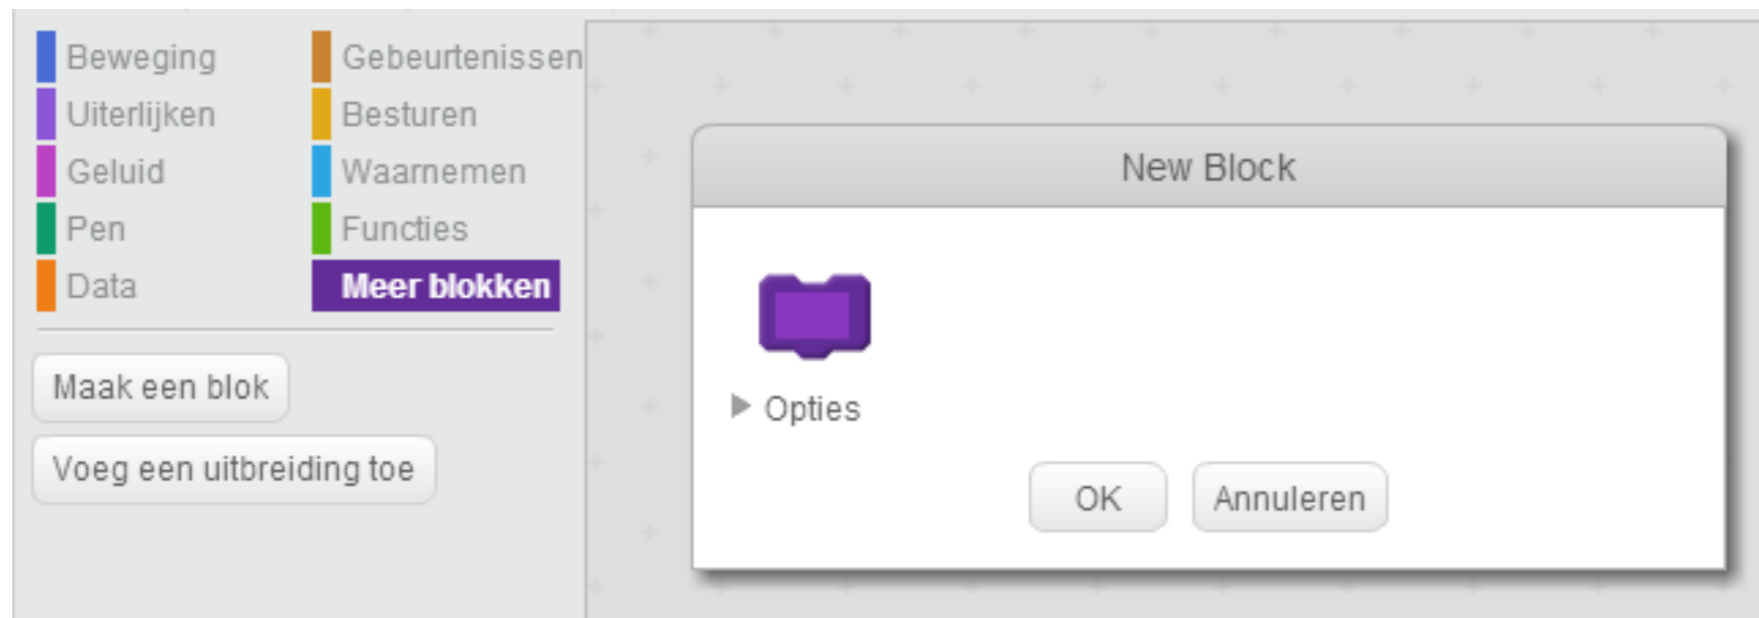 Beweging
Gebeurtenissen
Uiterlijken
Besturen
Geluid
Waarnemen
Pen
Functies
Data
Meer blokken
Maak een blok
Voeg een uitbreiding toe
New Block
Opties
OK
Annuleren